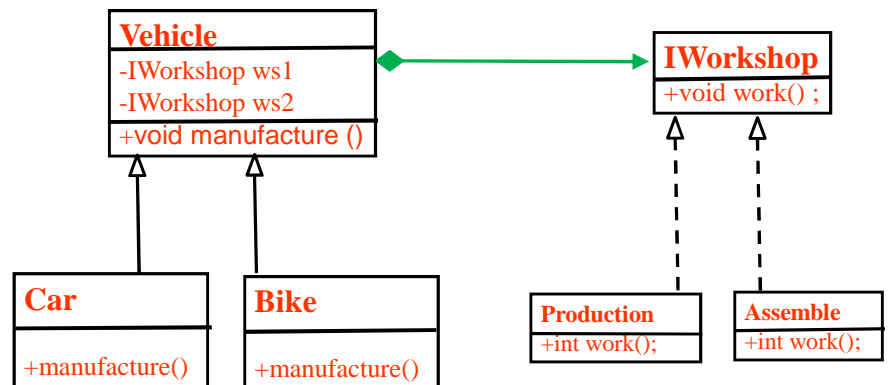 Vehicle
-IWorkshop ws1
-IWorkshop ws2
+void manufacture ()
IWorkshop
+void work() ;
Car
+manufacture()
Bike
+manufacture()
Production
+int work();
Assemble
+int work();